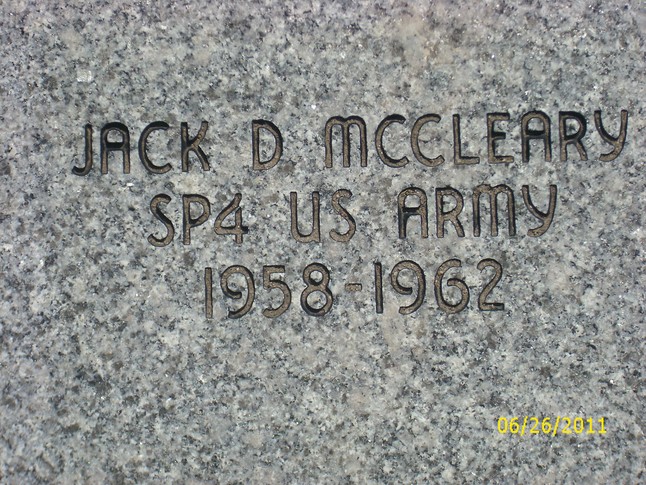 JACK D MCCLEARY
SP4 US ARMY
1958-1962
06/26/2011